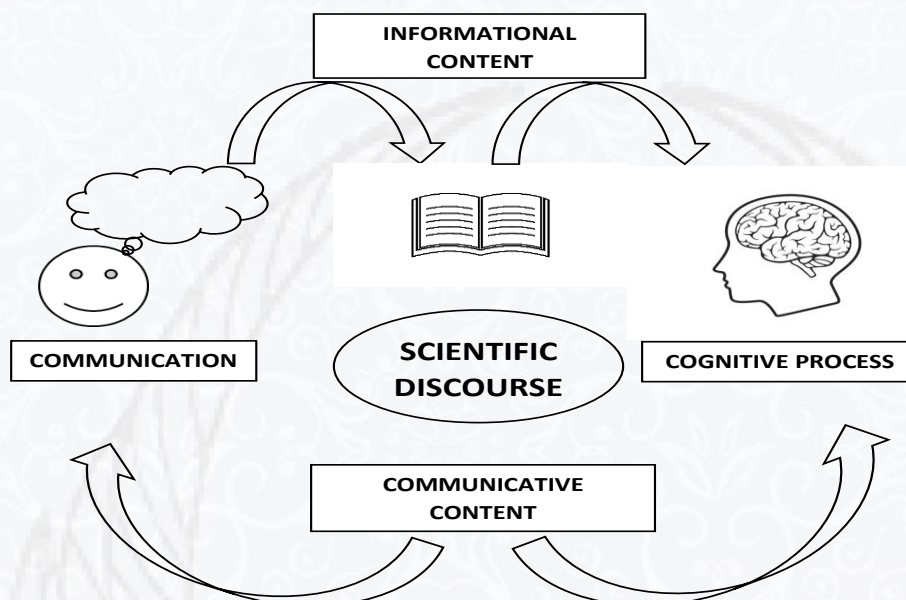 INFORMATIONAL
CONTENT
COMMUNICATION
SCIENTIFIC
DISCOURSE
COGNITIVE PROCESS
COMMUNICATIVE
CONTENT